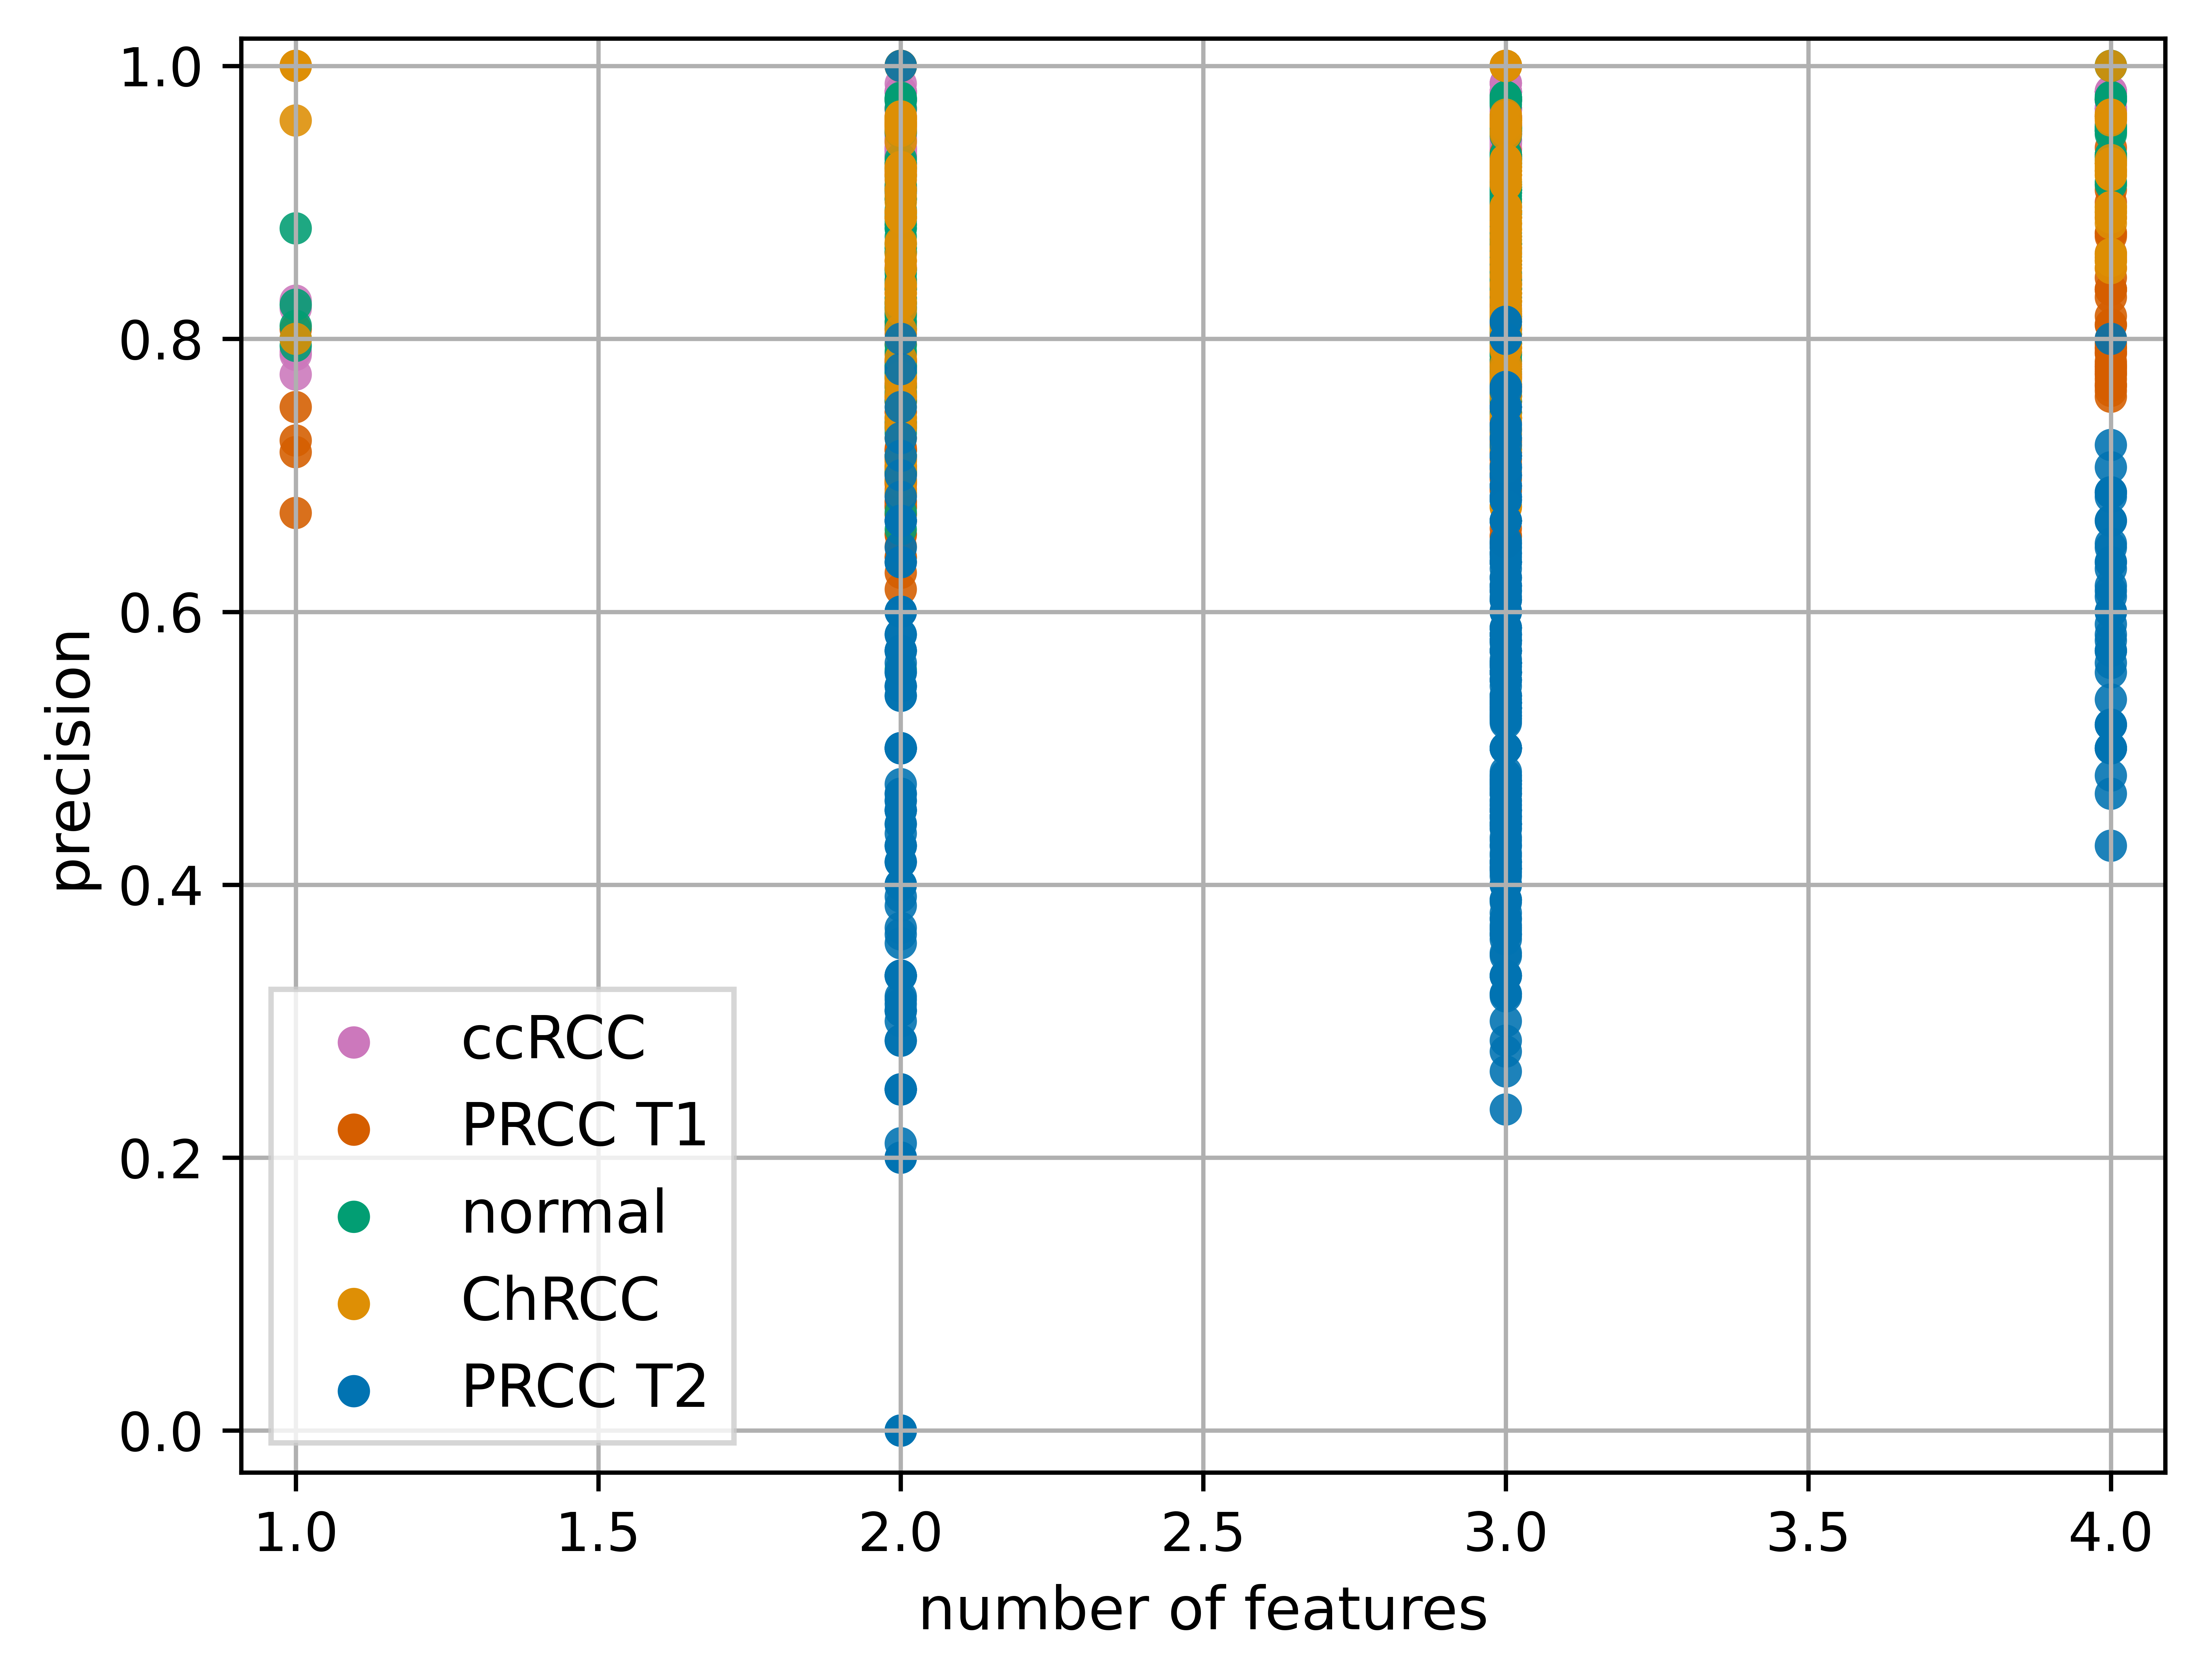 1.0
0.8
0.6
0.4
0.2
0.0
precision
ccRCC
PRCC T1
normal
ChRCC
PRCC T2
1.0 1.5 2.0 2.5 3.0 3.5 4.0
number of features